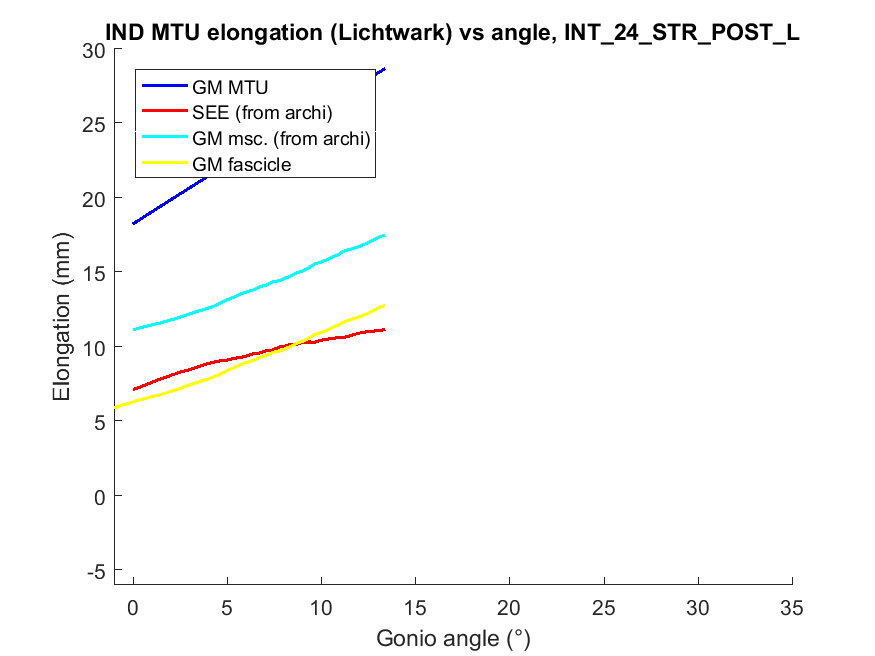 IND MTU elongation (Lichtwark) vs angle, INT_24_STR_POST_L
30
25
20
15
10
5
0
-5
Elongation (mm)
GM MTU
SEE (from archi)
GM msc. (from archi)
GM fascicle
0 5 10 15 20 25 30 35
Gonio angle (°)